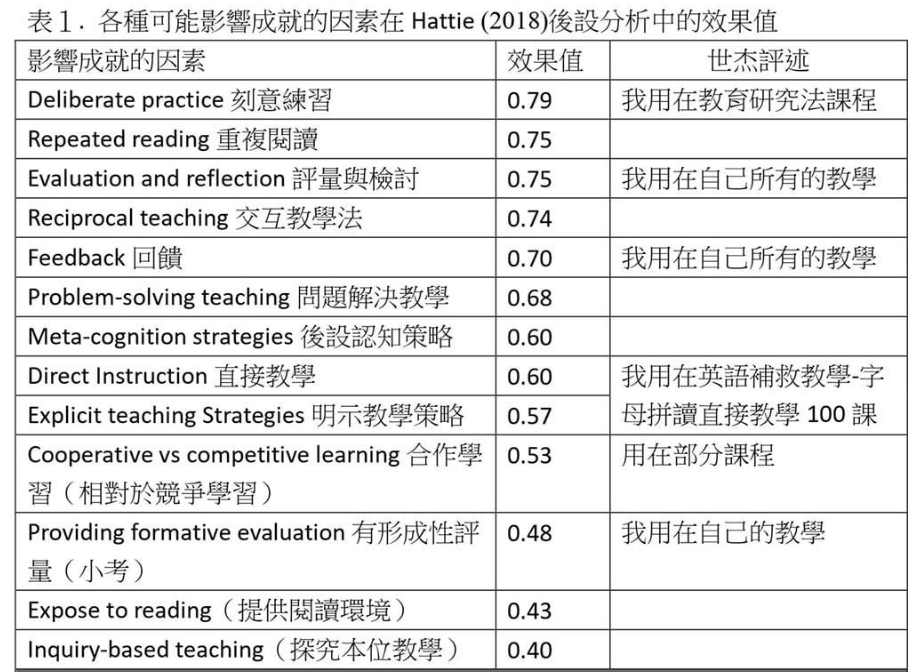 表1. 各種可能影響成就的因素在 Hattie (2018)後設分析中的效果值
影響成就的因素 效果值 世杰評述
Deliberate practice 刻意練習 0.79 我用在教育研究法課程
Repeated reading 重複閱讀 0.75
Evaluation and reflection 評量與檢討 0.75 我用在自己所有的教學
Reciprocal teaching 交互教學法 0.74
Feedback 回饋 0.70 我用在自己所有的教學
Problem-solving teaching 問題解決教學 0.68
Meta-cognition strategies 後設認知策略 0.60
Direct Instruction 直接教學 0.60 我用在英語補救教學-字
Explicit teaching Strategies 明示教學策略 0.57 母拼讀直接教學 100 課
Cooperative vs competitive learning 合作學 0.53 用在部分課程
習（相對於競爭學習）
Providing formative evaluation 有形成性評 0.48 我用在自己的教學
量（小考）
Expose to reading（提供閱讀環境） 0.43
Inquiry-based teaching（探究本位教學） 0.40